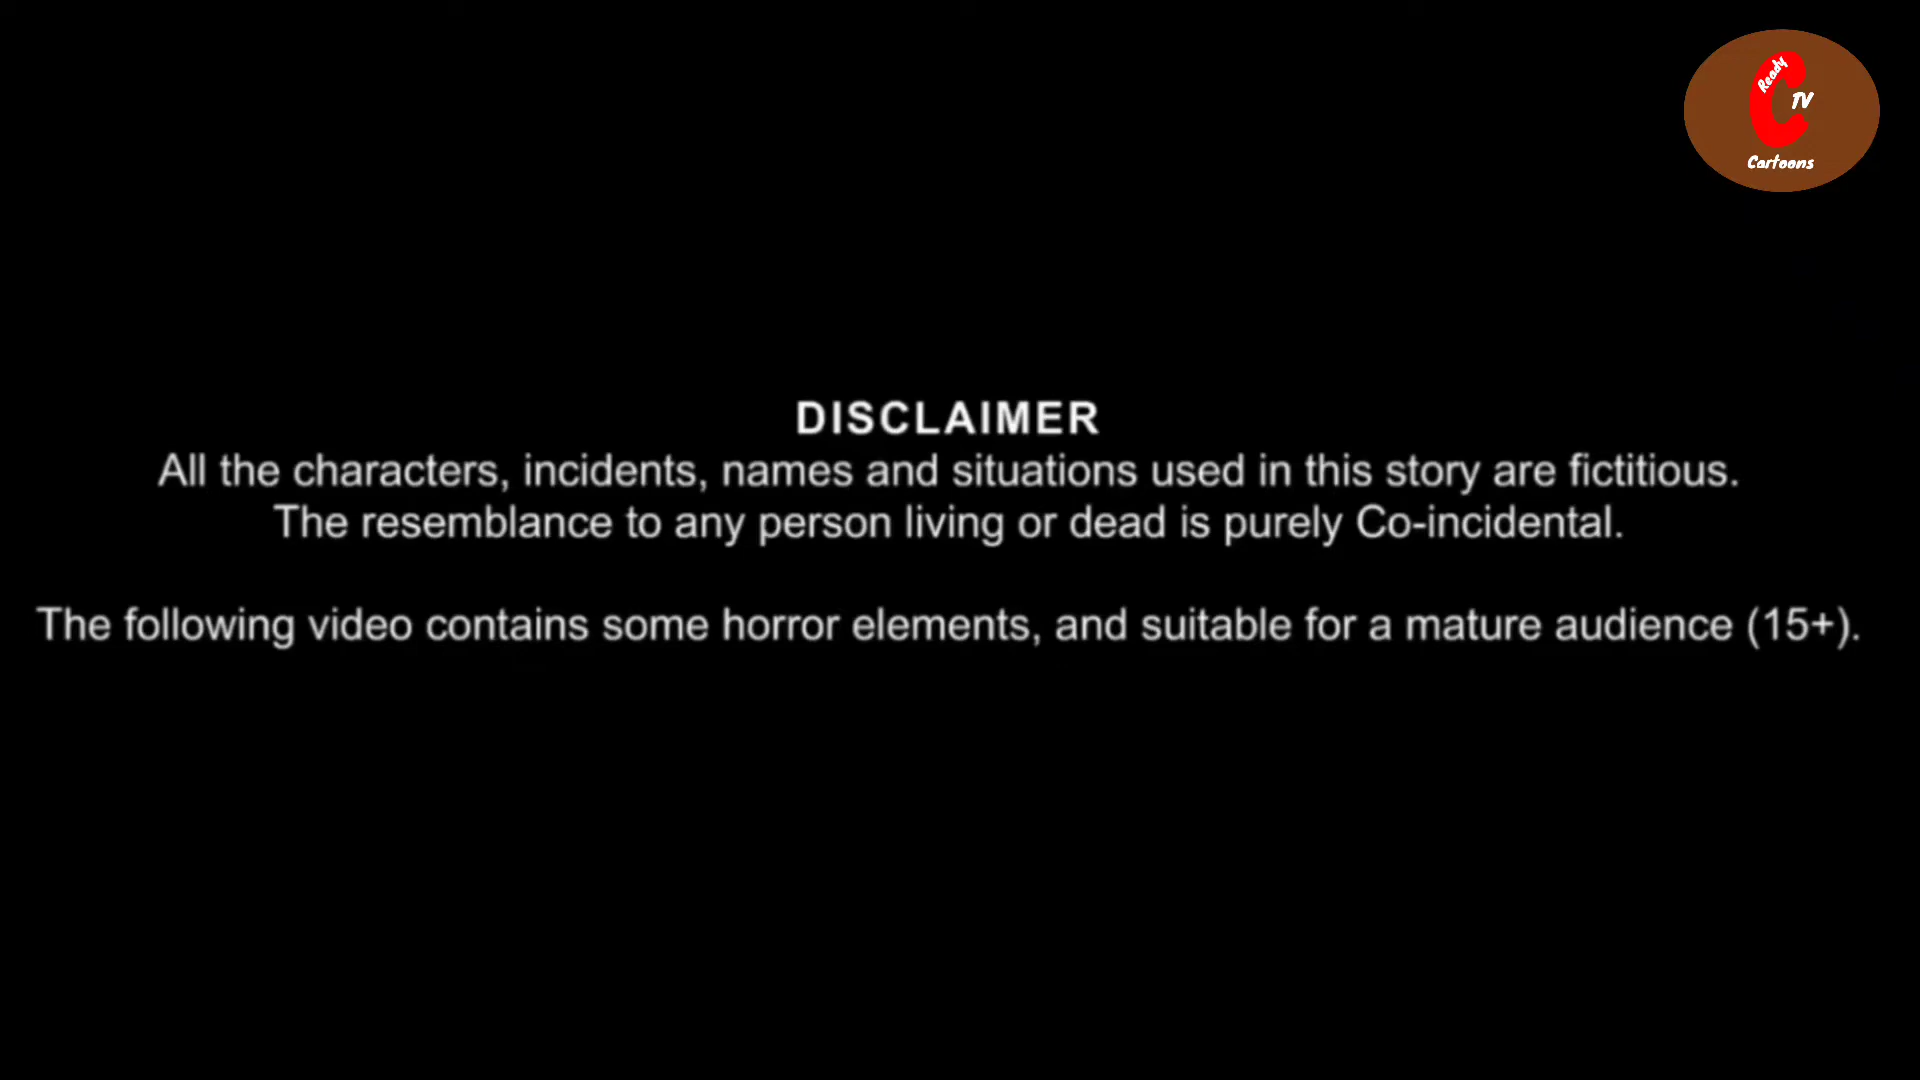 Ready
TV
Cartoons
DISCLAIMER
All the characters, incidents, names and situations used in this story are fictitious.
The resemblance to any person living or dead is purely Co-incidental.
The following video contains some horror elements, and suitable for a mature audience (15+).